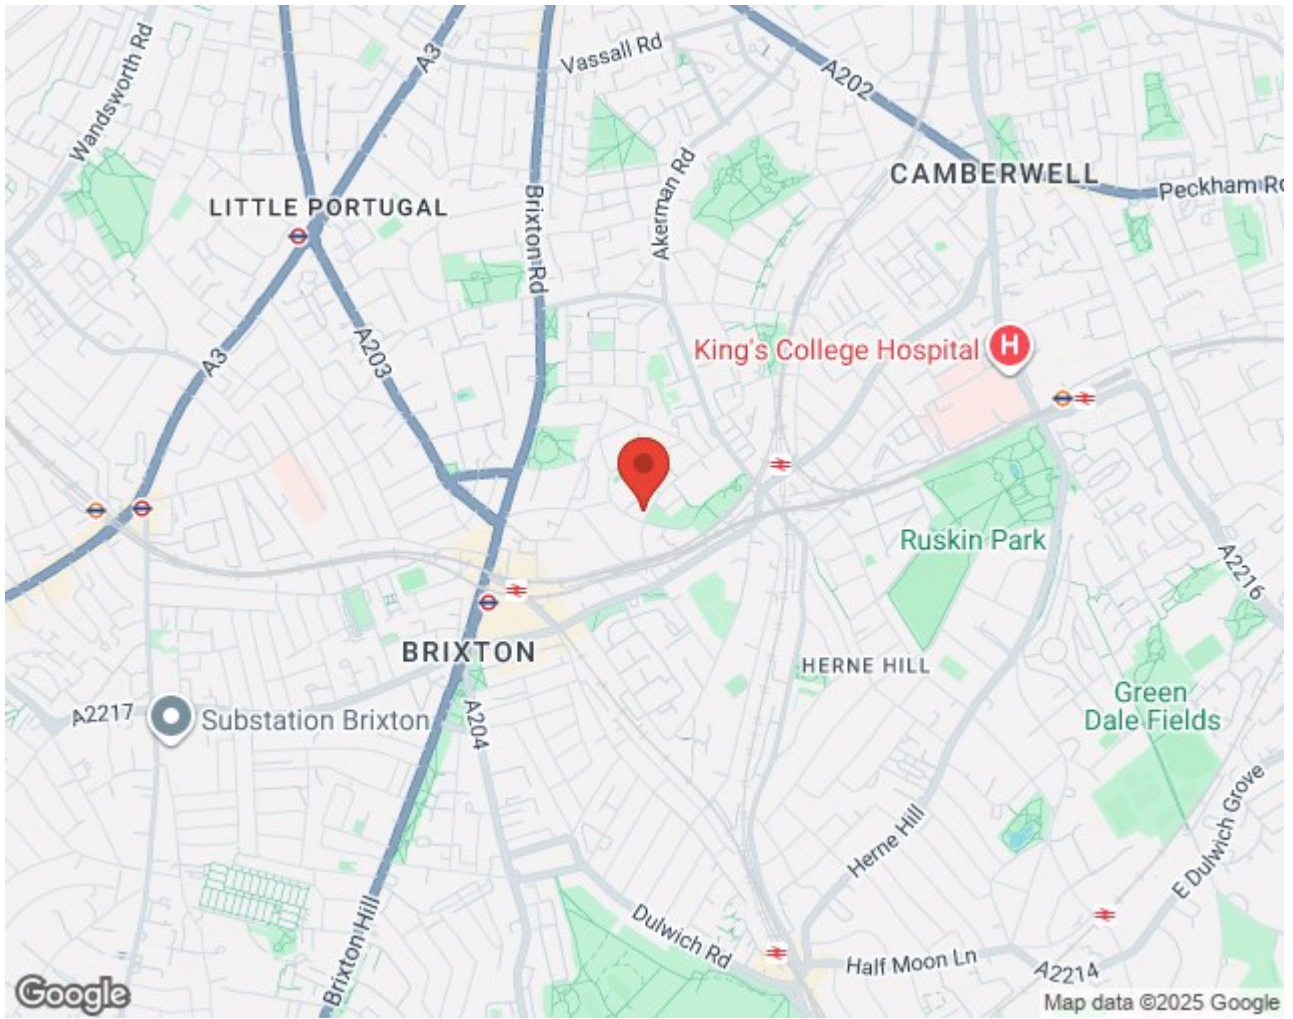 Wandsworth Rd
A3
Vassall Rd
A202
CAMBERWELL
Peckham Rd
LITTLE PORTUGAL
Brixton Rd
Akerman Rd
A3
A203
King's College Hospital
H
Ruskin Park
A2216
BRIXTON
HERNE HILL
Green
Dale Fields
A2217
Substation Brixton
A204
Herne Hill
E Dulwich Grove
Brixton Hill
Dulwich Rd
Half Moon Ln
A2214
Google
Map data ©2025 Google